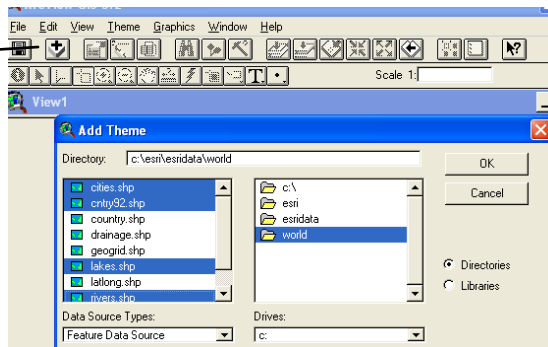 File Edit View Theme Graphics Window Help
T
Scale 1:
View1
Add Theme
Directory: c:\esri\esridata\world
OK
Cancel
cities.shp
cntry92.shp
country.shp
drainage.shp
geogrid.shp
lakes.shp
latlong.shp
rivers.shp
c:\
esri
esridata
world
Directories
Libraries
Data Source Types:
Feature Data Source
Drives:
c: